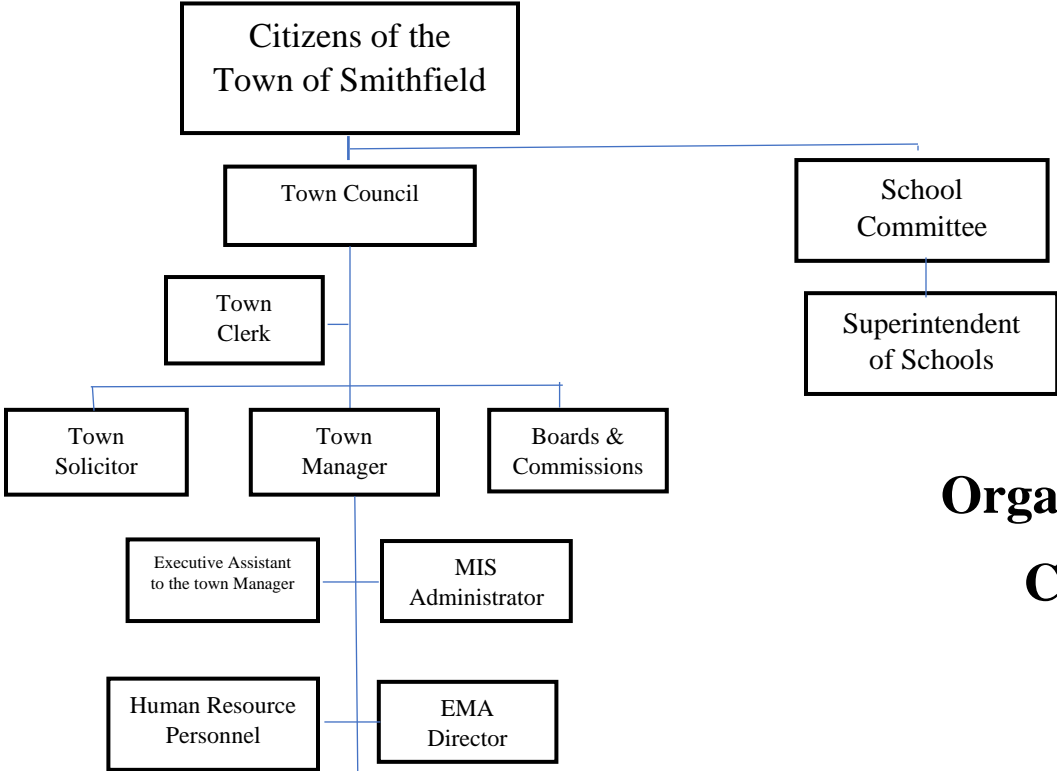 Citizens of the
Town of Smithfield
Town Council
School
Committee
Town
Clerk
Superintendent
of Schools
Town
Solicitor
Town
Manager
Boards &
Commissions
Orga
C
Executive Assistant
to the town Manager
MIS
Administrator
Human Resource
Personnel
EMA
Director